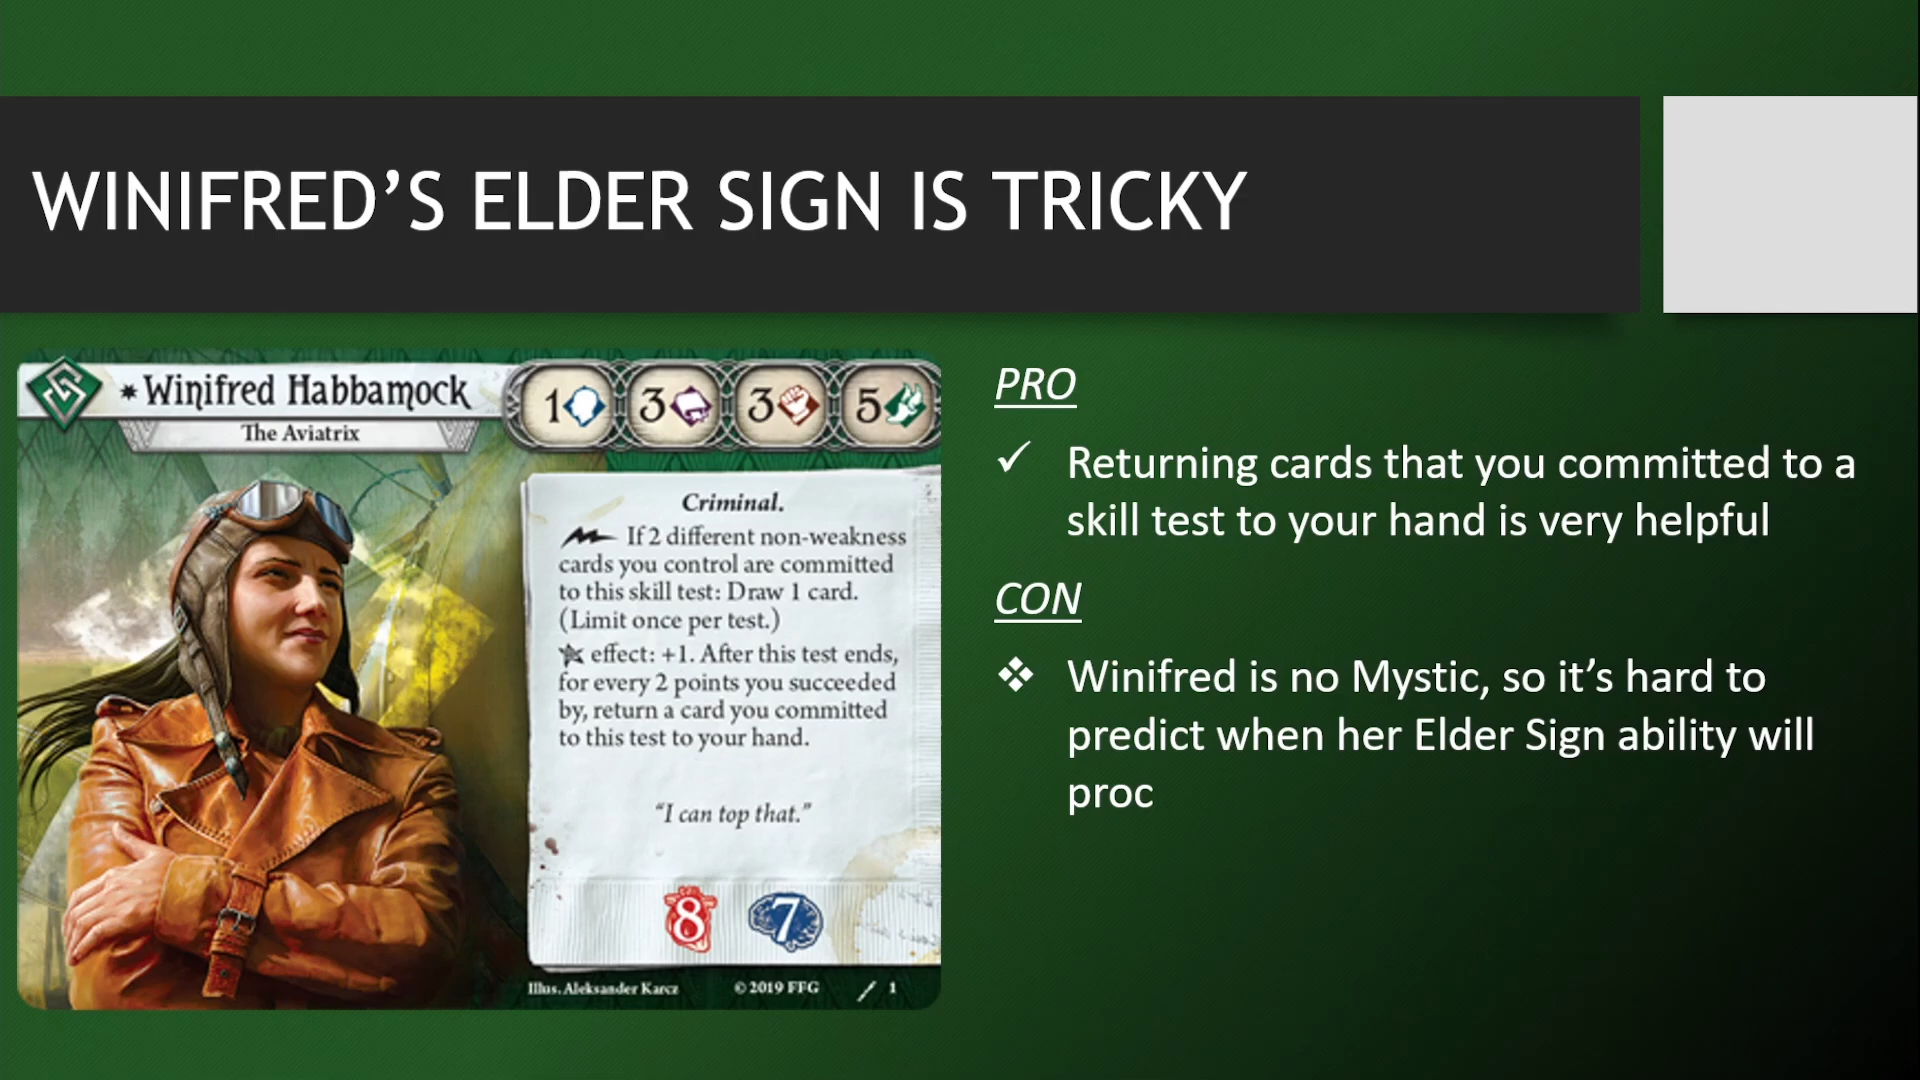 WINIFRED’S ELDER SIGN IS TRICKY
Winifred Habbamock
The Aviatrix
1 3 3 5
Criminal.
If 2 different non-weakness
cards you control are committed
to this skill test: Draw 1 card.
(Limit once per test.)
effect: +1. After this test ends,
for every 2 points you succeeded
by, return a card you committed
to this test to your hand.
“I can top that.”
8 7
Illus. Aleksander Karcz © 2019 FFG 1
PRO
Returning cards that you committed to a
skill test to your hand is very helpful
CON
Winifred is no Mystic, so it’s hard to
predict when her Elder Sign ability will
proc